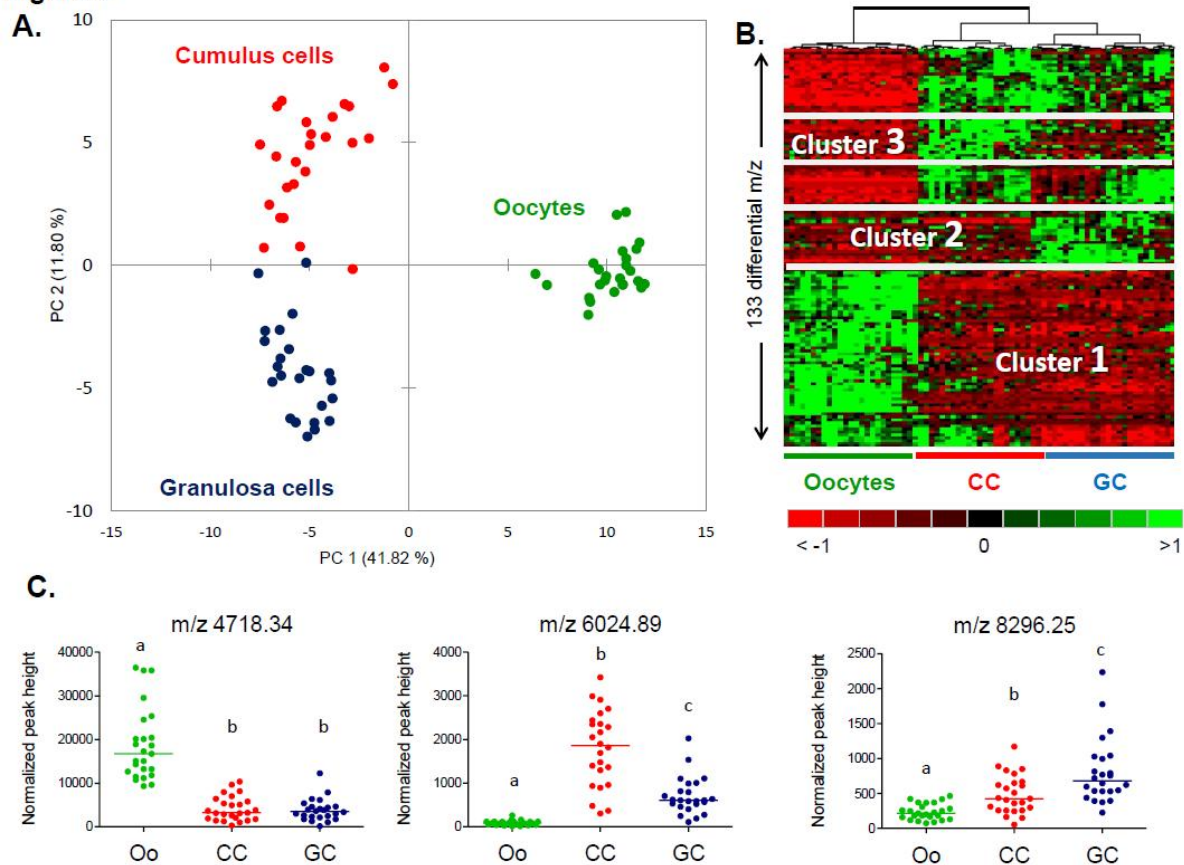 A.
B.
10
5
0
-5
-10
PC 2 (11.80 %)
Cumulus cells
Oocytes
Granulosa cells
-15
-10
-5
0
5
10
15
PC 1 (41.82 %)
133 differential m/z
Cluster 3
Cluster 2
Cluster 1
Oocytes
CC
GC
< -1
0
>1
C.
m/z 4718.34
Normalized peak height
40000
30000
20000
10000
0
a
b
b
Oo
CC
GC
m/z 6024.89
Normalized peak height
4000
3000
2000
1000
0
a
b
c
Oo
CC
GC
m/z 8296.25
Normalized peak height
2500
2000
1500
1000
500
0
a
b
c
Oo
CC
GC